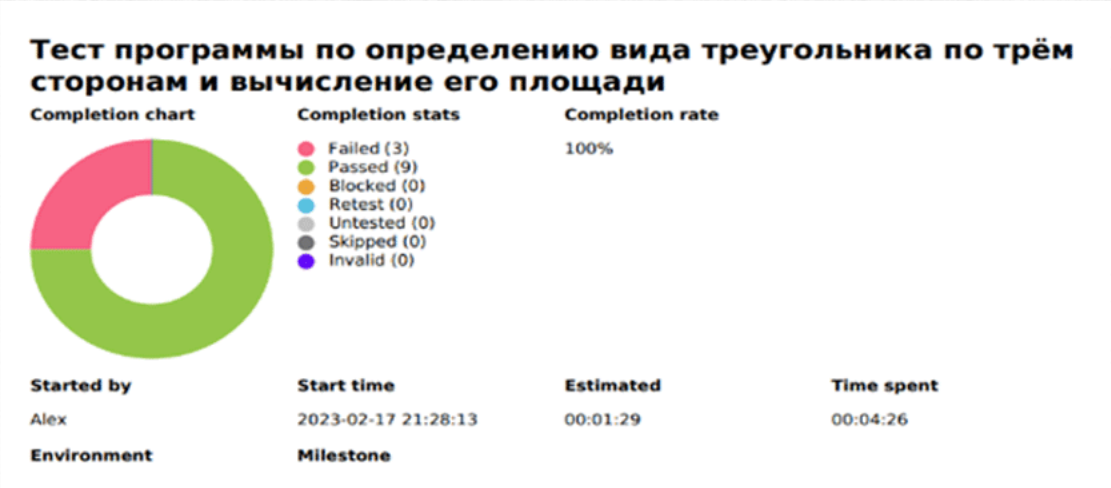 Тест программы по определению вида треугольника по трём
сторонам и вычисление его площади
Completion chart
Completion stats
Completion rate
Failed (3)
100%
Passed (9)
Blocked (0)
Retest (0)
Untested (0)
Skipped (0)
Invalid (0)
Started by
Start time
Estimated
Time spent
Alex
2023-02-17 21:28:13
00:01:29
00:04:26
Environment
Milestone